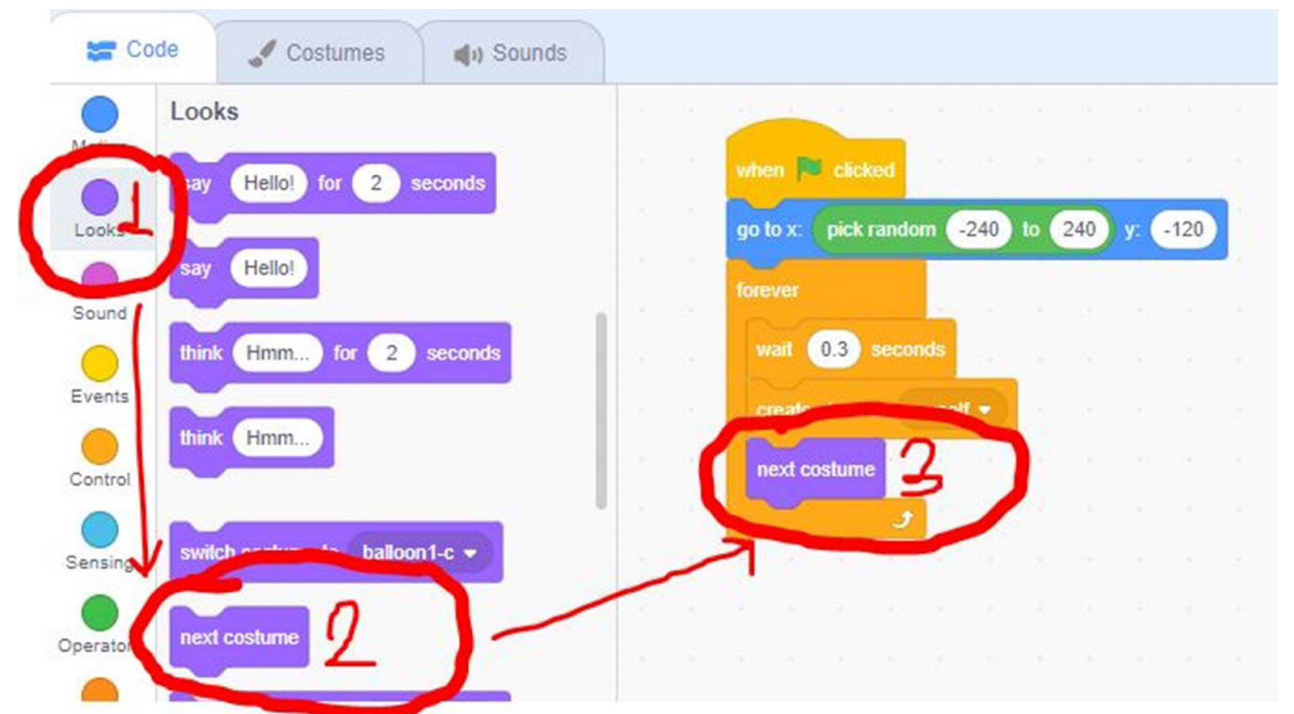 Code
Costumes
Sounds
Looks
say Hello! for 2 seconds
say Hello!
think Hmm... for 2 seconds
think Hmm...
switch balloon1-c
next costume
Looks
Sound
Events
Control
Sensing
1
2
when clicked
go to x: pick random -240 to 240 y: -120
forever
wait 0.3 seconds
next costume
3